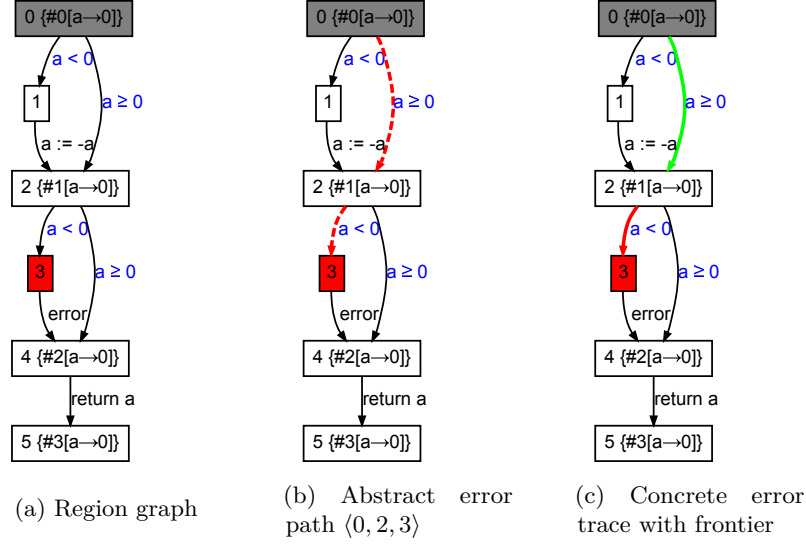 0 {#0[a→0]}
a < 0
1
a ≥ 0
a := -a
2 {#1[a→0]}
a < 0
3
a ≥ 0
error
4 {#2[a→0]}
return a
5 {#3[a→0]}
(a) Region graph
0 {#0[a→0]}
a < 0
1
a ≥ 0
a := -a
2 {#1[a→0]}
a < 0
3
a ≥ 0
error
4 {#2[a→0]}
return a
5 {#3[a→0]}
(b) Abstract error
path ⟨0, 2, 3⟩
0 {#0[a→0]}
a < 0
1
a ≥ 0
a := -a
2 {#1[a→0]}
a < 0
3
a ≥ 0
error
4 {#2[a→0]}
return a
5 {#3[a→0]}
(c) Concrete error
trace with frontier